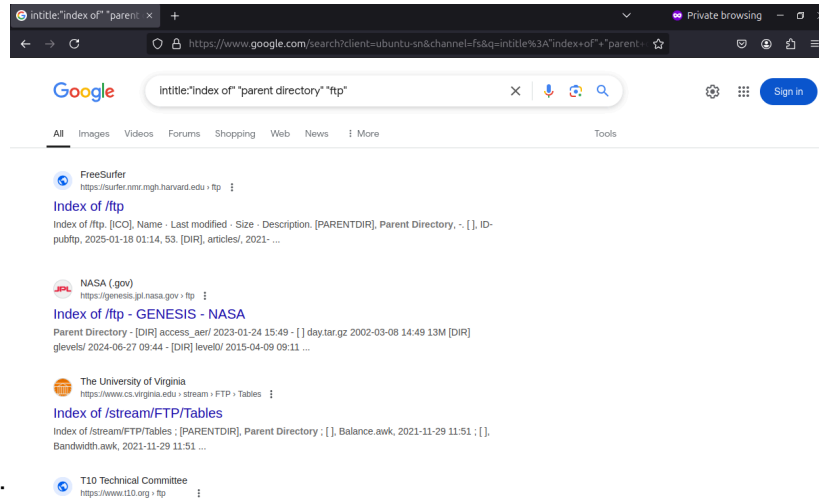 intitle:"index of" "parent
Private browsing
https://www.google.com/search?client=ubuntu-sn&channel=fs&q=intitle%3A"index+of"+"parent+
Google
intitle:"index of" "parent directory" "ftp"
Sign in
All Images Videos Forums Shopping Web News More
Tools
FreeSurfer
https://surfer.nmr.mgh.harvard.edu › ftp
Index of /ftp
Index of /ftp. [ICO], Name · Last modified · Size · Description. [PARENTDIR], Parent Directory, -. [ ], ID-
pubftp, 2025-01-18 01:14, 53. [DIR], articles/, 2021- ...
JPL
NASA (.gov)
https://genesis.jpl.nasa.gov › ftp
Index of /ftp - GENESIS - NASA
Parent Directory - [DIR] access_aer/ 2023-01-24 15:49 - [ ] day.tar.gz 2002-03-08 14:49 13M [DIR]
glevels/ 2024-06-27 09:44 - [DIR] level0/ 2015-04-09 09:11 ...
The University of Virginia
https://www.cs.virginia.edu › stream › FTP › Tables
Index of /stream/FTP/Tables
Index of /stream/FTP/Tables ; [PARENTDIR], Parent Directory ; [ ], Balance.awk, 2021-11-29 11:51 ; [ ],
Bandwidth.awk, 2021-11-29 11:51 ...
T10 Technical Committee
https://www.t10.org › ftp